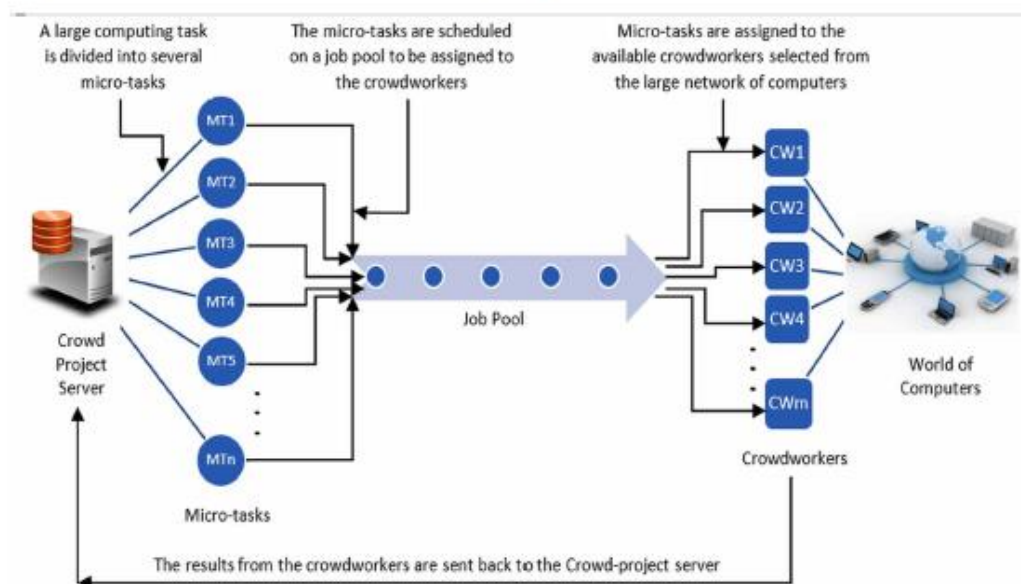 A large computing task
is divided into several
micro-tasks
The micro-tasks are scheduled
on a job pool to be assigned to
the crowdworkers
Micro-tasks are assigned to the
available crowdworkers selected from
the large network of computers
MT1
MT2
MT3
MT4
MT5
MTn
Micro-tasks
Crowd
Project
Server
Job Pool
CW1
CW2
CW3
CW4
CWm
Crowdworkers
World of
Computers
The results from the crowdworkers are sent back to the Crowd-project server